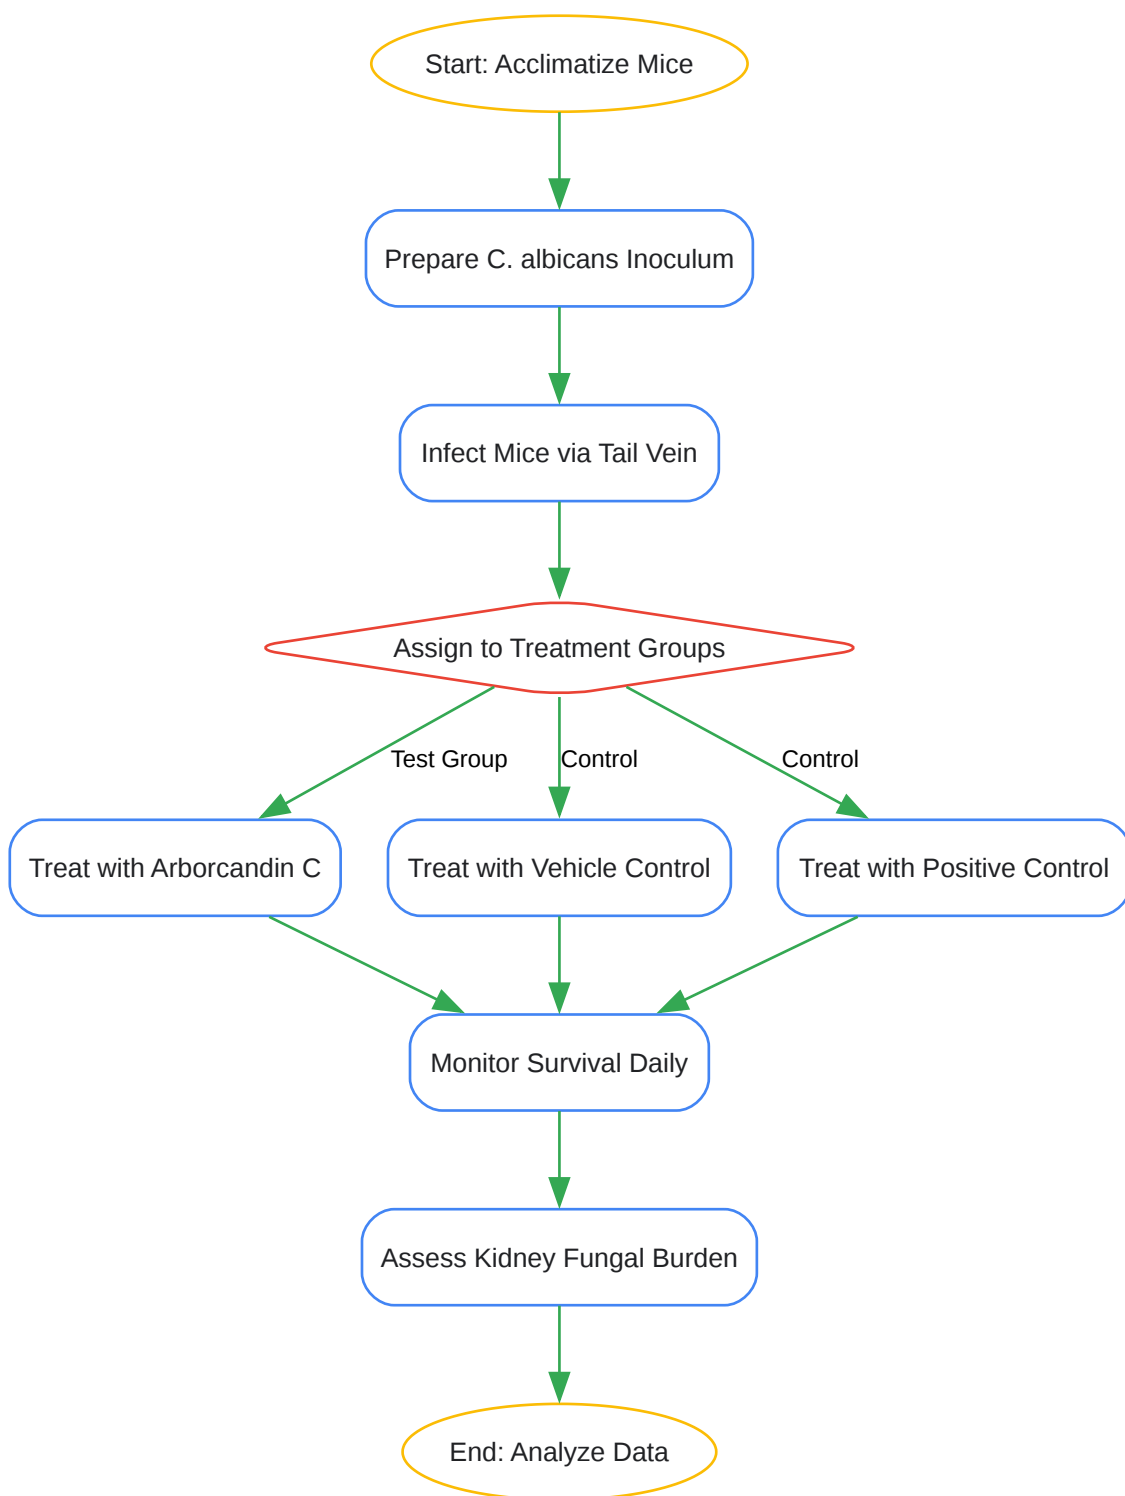 Start: Acclimatize Mice
Prepare C. albicans Inoculum
Infect Mice via Tail Vein
Assign to Treatment Groups
Test Group
Control
Control
Treat with Arborcandin C
Treat with Vehicle Control
Treat with Positive Control
Monitor Survival Daily
Assess Kidney Fungal Burden
End: Analyze Data